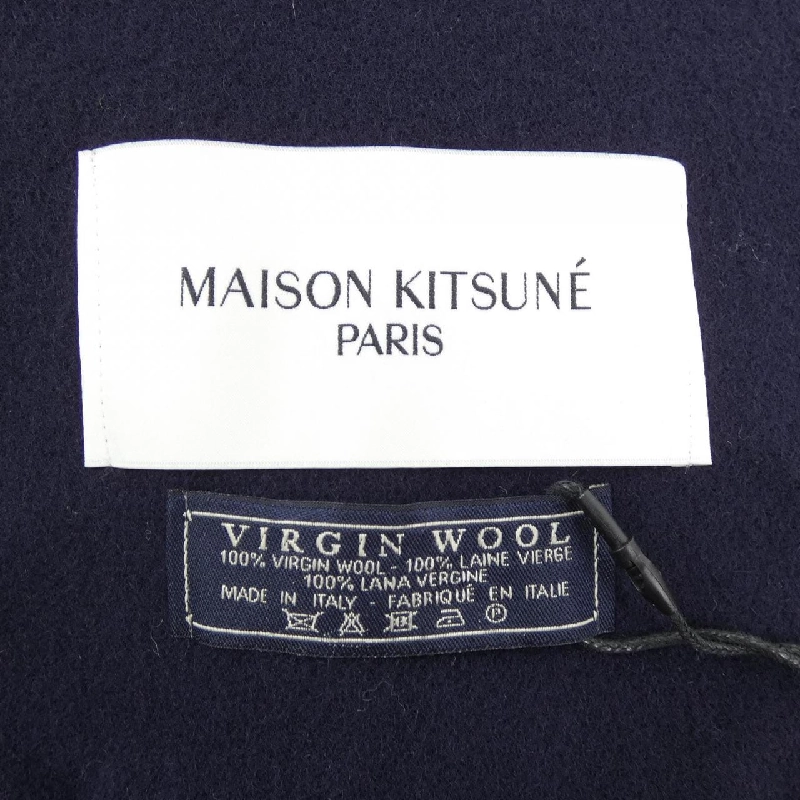 MAISON KITSUNÉ
PARIS
VIRGIN WOOL
100% VIRGIN WOOL - 100% LAINE VIERGE
100% LANA VERGINE
MADE IN ITALY - FABRIQUÉ EN ITALIE
P